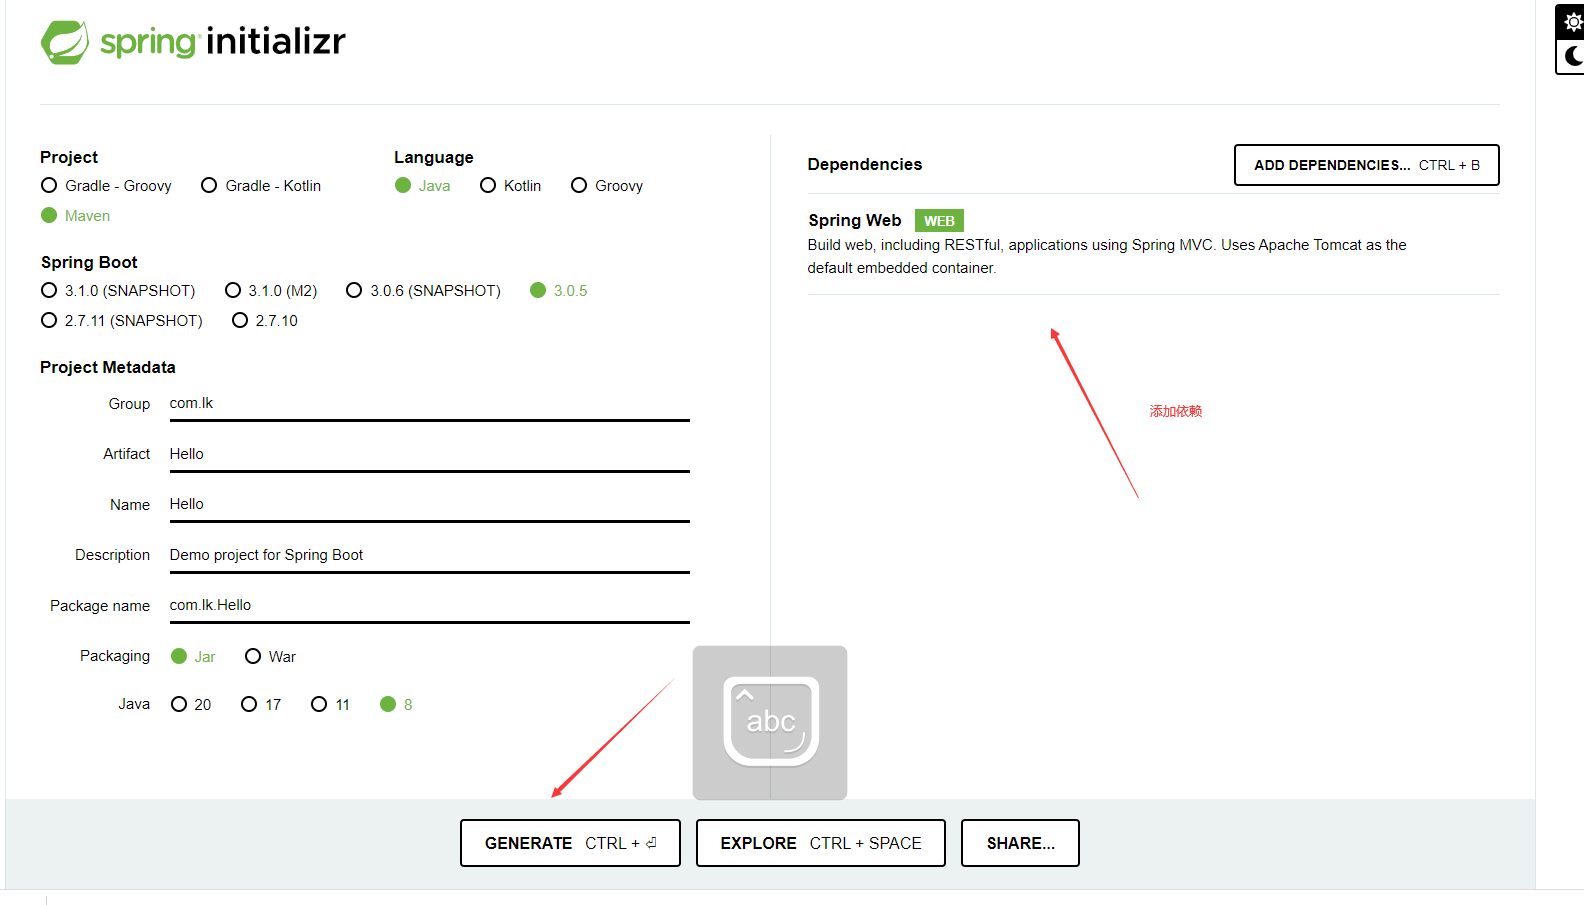 spring initializr
Project
Gradle - Groovy Gradle - Kotlin
Maven
Language
Java Kotlin Groovy
Spring Boot
3.1.0 (SNAPSHOT) 3.1.0 (M2) 3.0.6 (SNAPSHOT) 3.0.5
2.7.11 (SNAPSHOT) 2.7.10
Project Metadata
Group com.lk
Artifact Hello
Name Hello
Description Demo project for Spring Boot
Package name com.lk.Hello
Packaging Jar War
Java 20 17 11 8
Dependencies
ADD DEPENDENCIES... CTRL + B
Spring Web WEB
Build web, including RESTful, applications using Spring MVC. Uses Apache Tomcat as the
default embedded container.
添加依赖
abc
GENERATE CTRL + ⏎
EXPLORE CTRL + SPACE
SHARE...